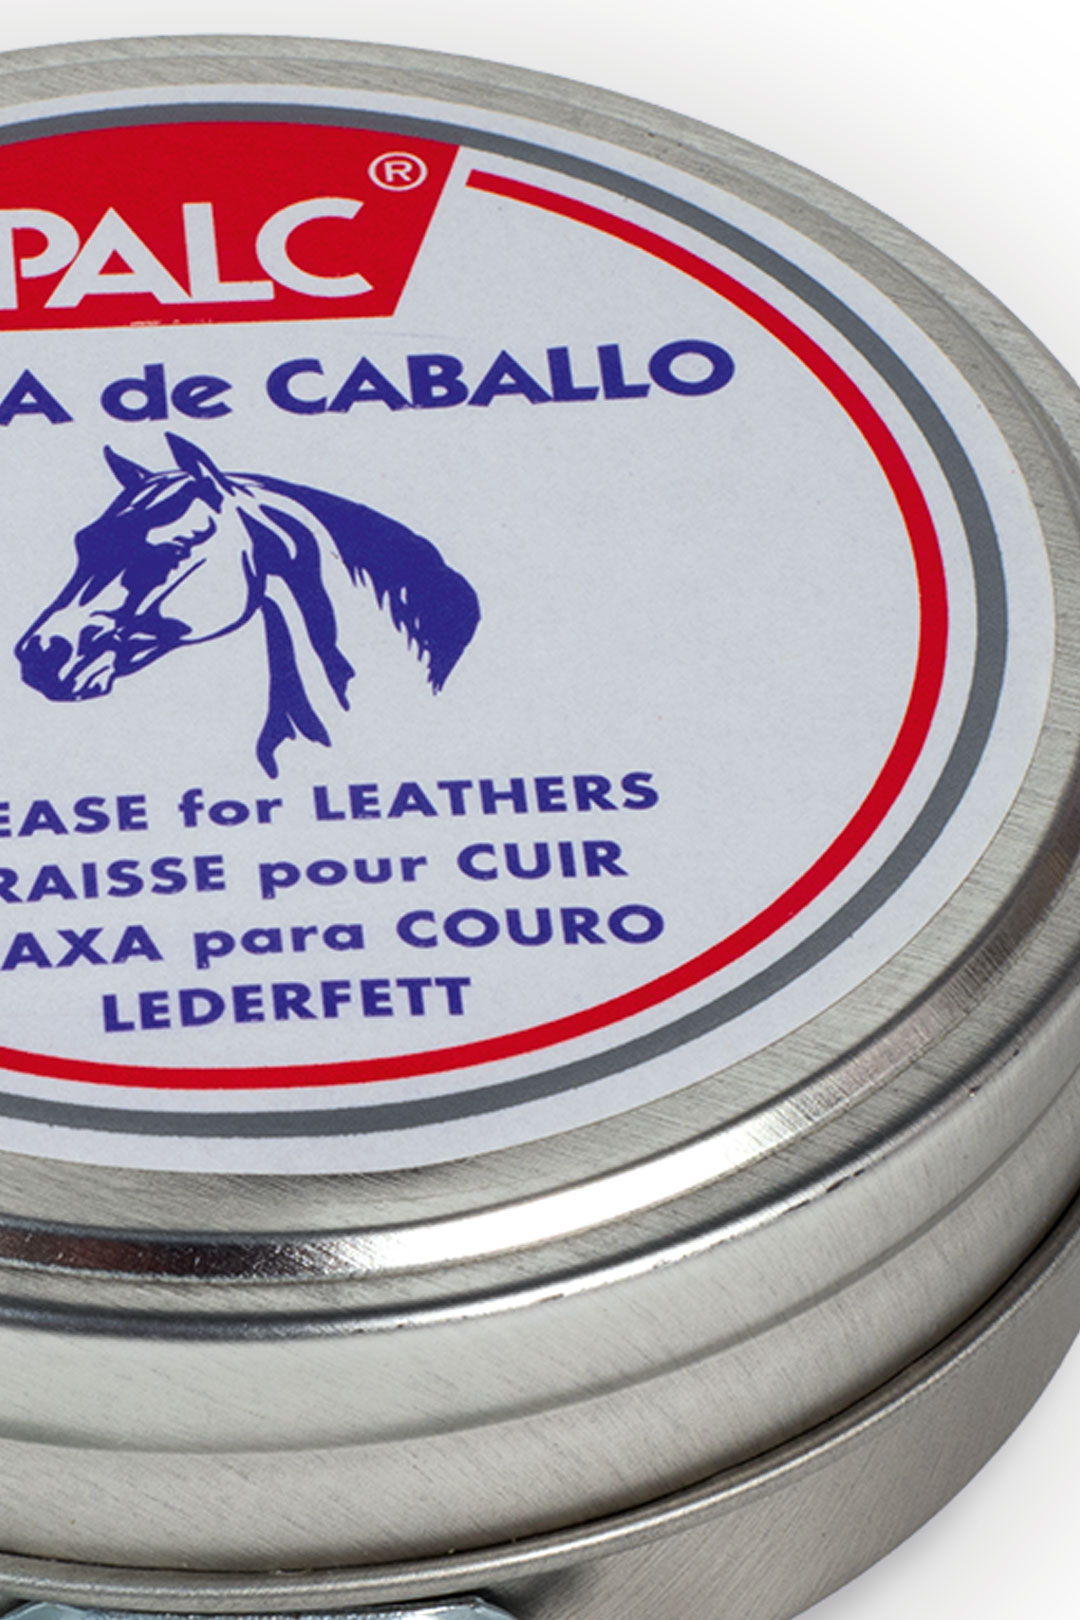 PALC®
A de CABALLO
EASE for LEATHERS
RAISSE pour CUIR
AXA para COURO
LEDERFETT